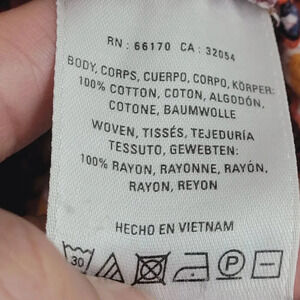 RN : 66170 CA : 32054
BODY, CORPS, CUERPO, CORPO, KÖRPER:
100% COTTON, COTON, ALGODÓN,
COTONE, BAUMWOLLE
WOVEN, TISSÉS, TEJEDURÍA
TESSUTO, GEWEBTEN:
100% RAYON, RAYONNE, RAYÓN,
RAYON, REYON
HECHO EN VIETNAM
30 P